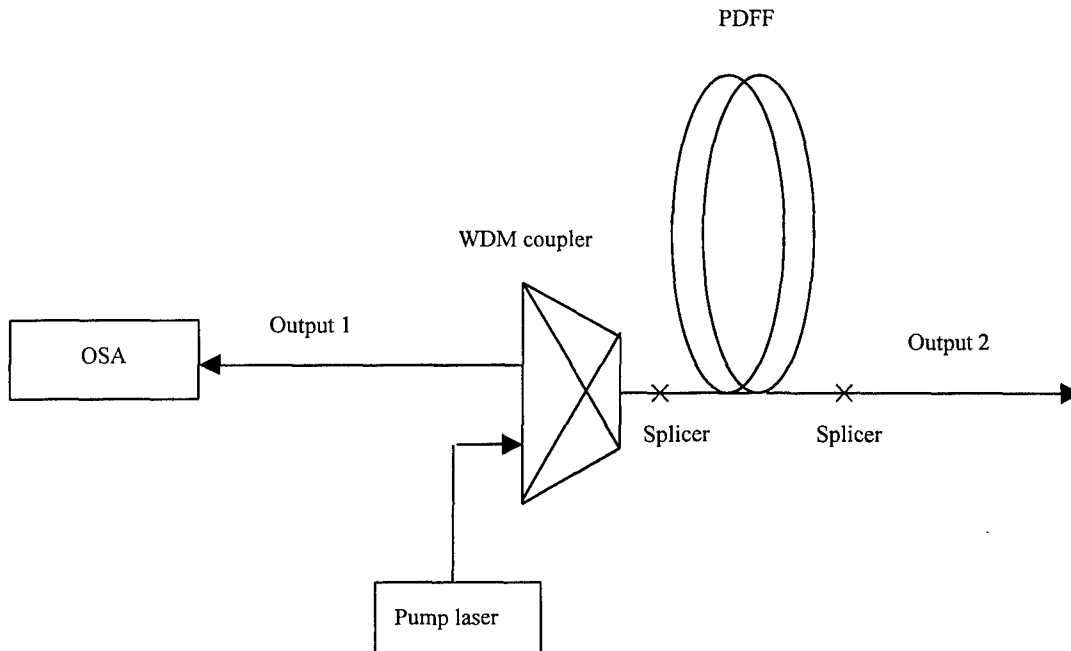 PDFF
WDM coupler
Output 1
OSA
Output 2
Splicer
Splicer
Pump laser